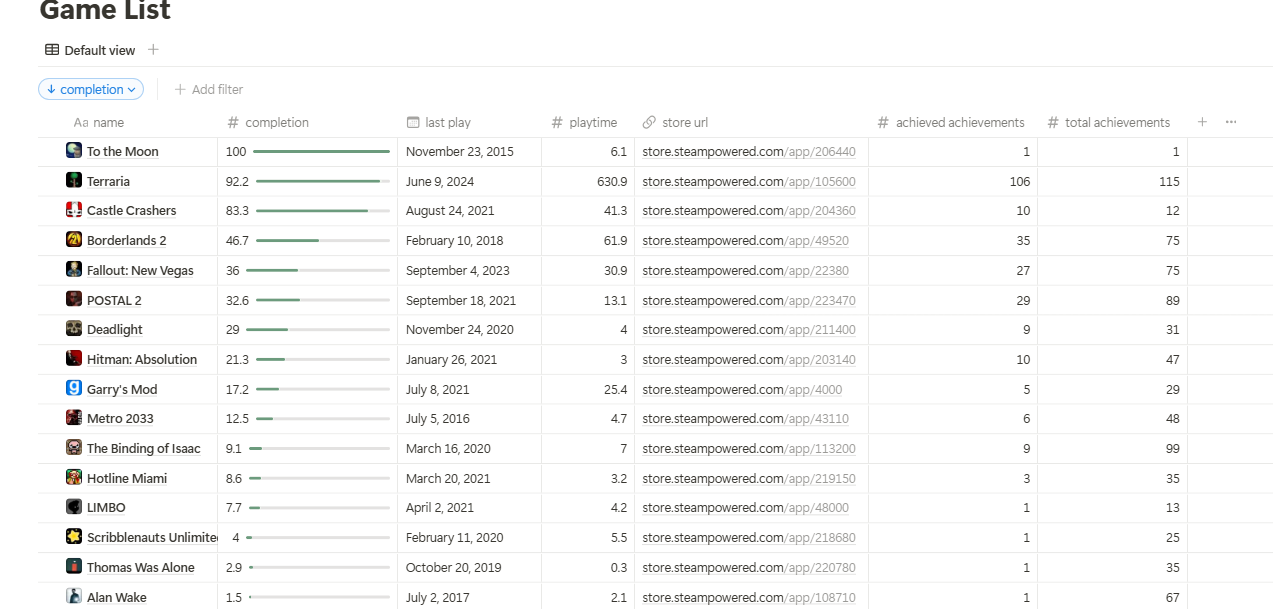 Game List
Default view
completion Add filter
Aa name # completion last play # playtime store url # achieved achievements # total achievements + ...
To the Moon 100 November 23, 2015 6.1 store.steampowered.com/app/206440 1 1
Terraria 92.2 June 9, 2024 630.9 store.steampowered.com/app/105600 106 115
Castle Crashers 83.3 August 24, 2021 41.3 store.steampowered.com/app/204360 10 12
Borderlands 2 46.7 February 10, 2018 61.9 store.steampowered.com/app/49520 35 75
Fallout: New Vegas 36 September 4, 2023 30.9 store.steampowered.com/app/22380 27 75
POSTAL 2 32.6 September 18, 2021 13.1 store.steampowered.com/app/223470 29 89
Deadlight 29 November 24, 2020 4 store.steampowered.com/app/211400 9 31
Hitman: Absolution 21.3 January 26, 2021 3 store.steampowered.com/app/203140 10 47
Garry's Mod 17.2 July 8, 2021 25.4 store.steampowered.com/app/4000 5 29
Metro 2033 12.5 July 5, 2016 4.7 store.steampowered.com/app/43110 6 48
The Binding of Isaac 9.1 March 16, 2020 7 store.steampowered.com/app/113200 9 99
Hotline Miami 8.6 March 20, 2021 3.2 store.steampowered.com/app/219150 3 35
LIMBO 7.7 April 2, 2021 4.2 store.steampowered.com/app/48000 1 13
Scribblenauts Unlimite 4 February 11, 2020 5.5 store.steampowered.com/app/218680 1 25
Thomas Was Alone 2.9 October 20, 2019 0.3 store.steampowered.com/app/220780 1 35
Alan Wake 1.5 July 2, 2017 2.1 store.steampowered.com/app/108710 1 67